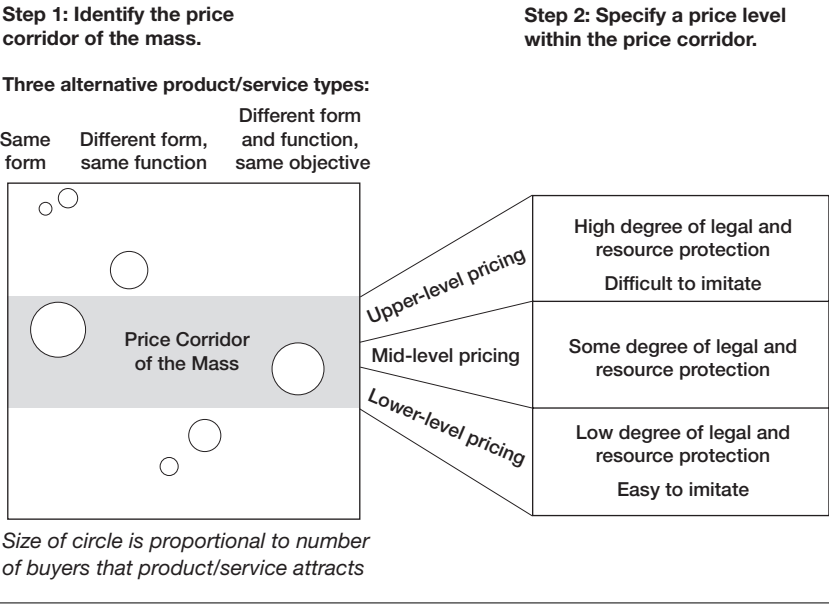 Step 1: Identify the price
corridor of the mass.
Step 2: Specify a price level
within the price corridor.
Three alternative product/service types:
Same
form
Different form,
same function
Different form
and function,
same objective
Price Corridor
of the Mass
Upper-level pricing
Mid-level pricing
Lower-level pricing
High degree of legal and
resource protection
Difficult to imitate
Some degree of legal and
resource protection
Low degree of legal and
resource protection
Easy to imitate
Size of circle is proportional to number
of buyers that product/service attracts